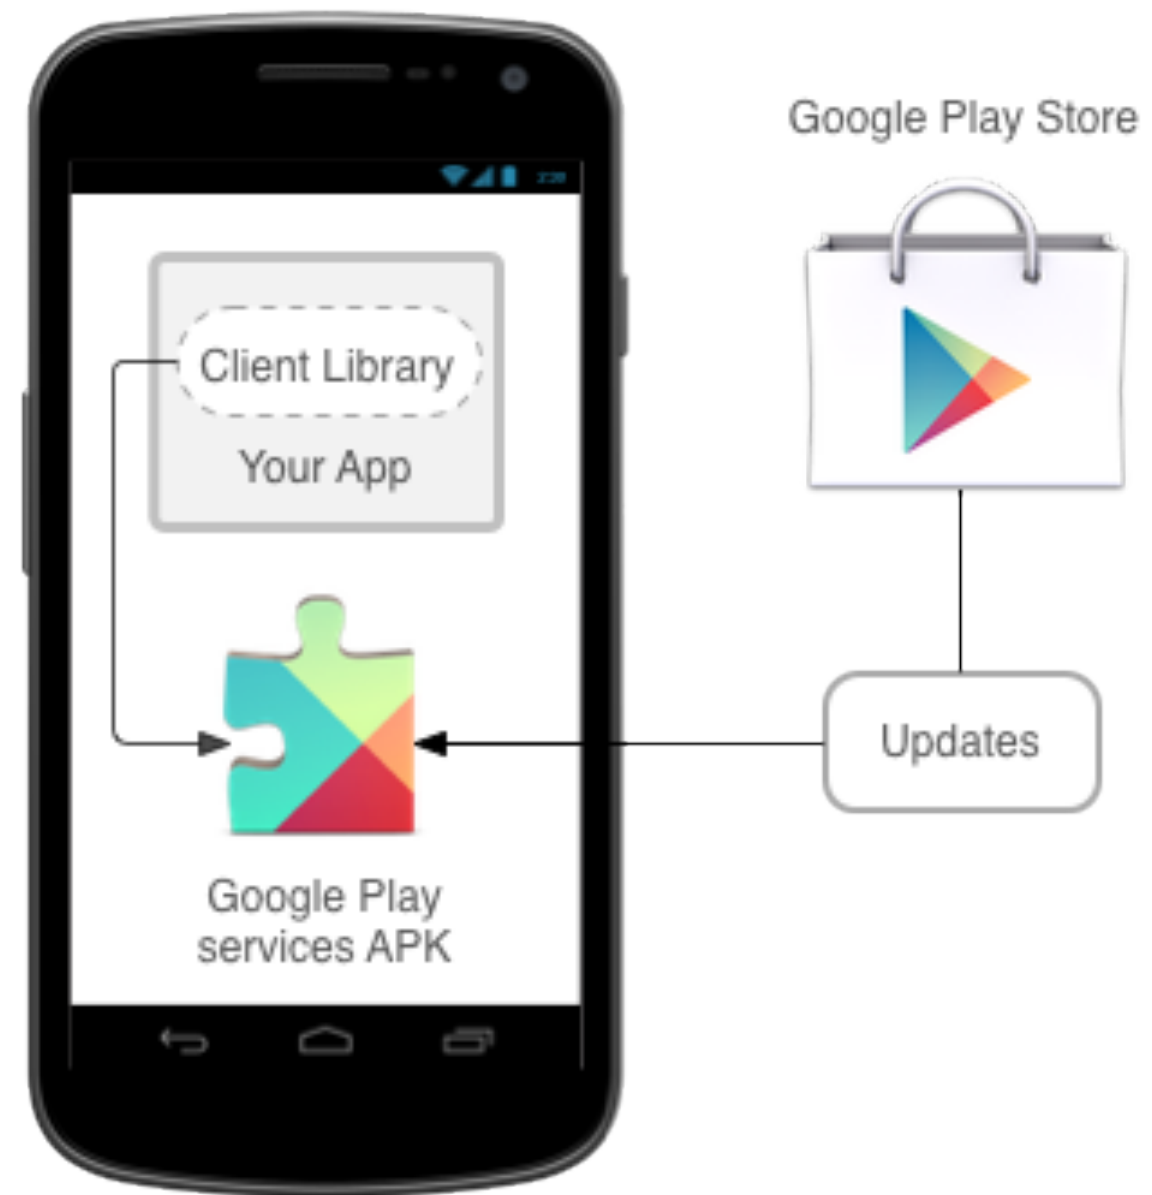 Google Play Store
Client Library
Your App
Updates
Google Play
services APK